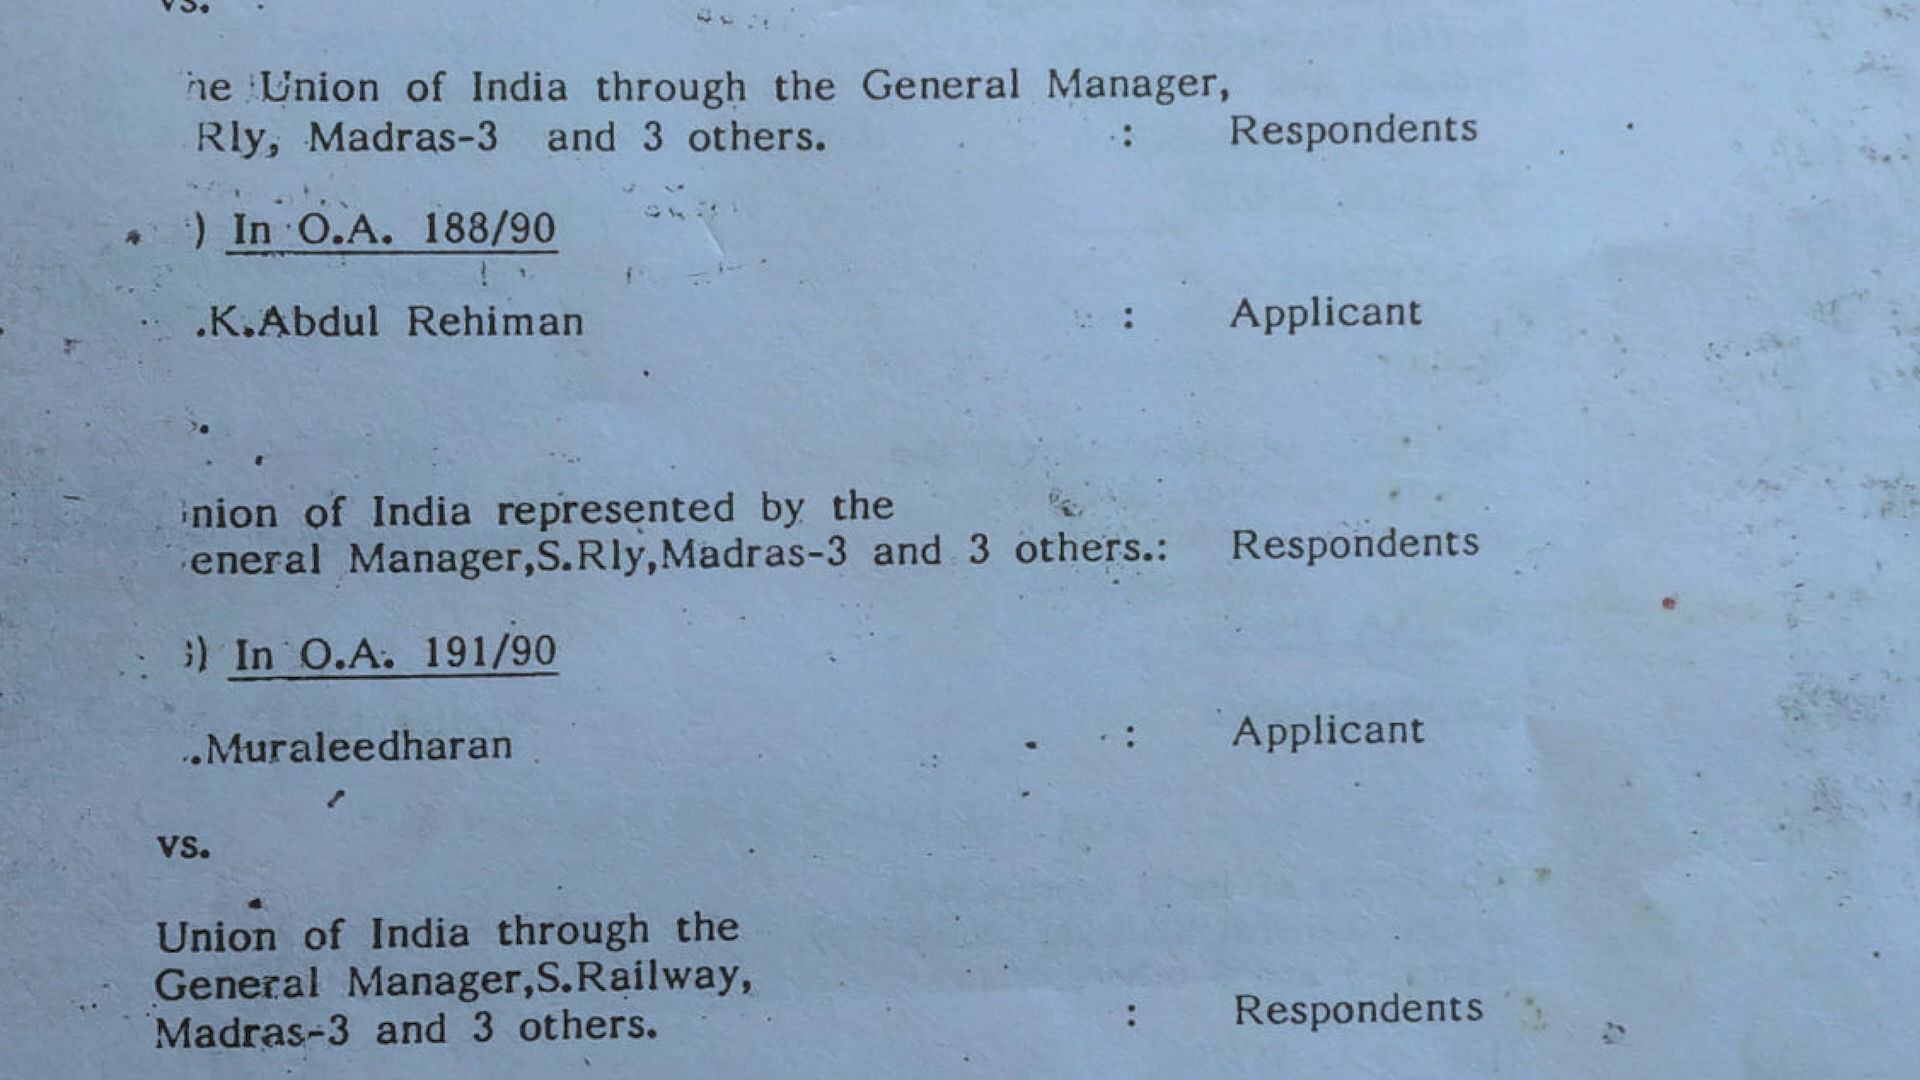 vs.
he Union of India through the General Manager,
Rly, Madras-3 and 3 others. : Respondents
) In O.A. 188/90
.K.Abdul Rehiman : Applicant
nion of India represented by the
eneral Manager,S.Rly,Madras-3 and 3 others.: Respondents
) In O.A. 191/90
.Muraleedharan : Applicant
vs.
Union of India through the
General Manager,S.Railway,
Madras-3 and 3 others. : Respondents